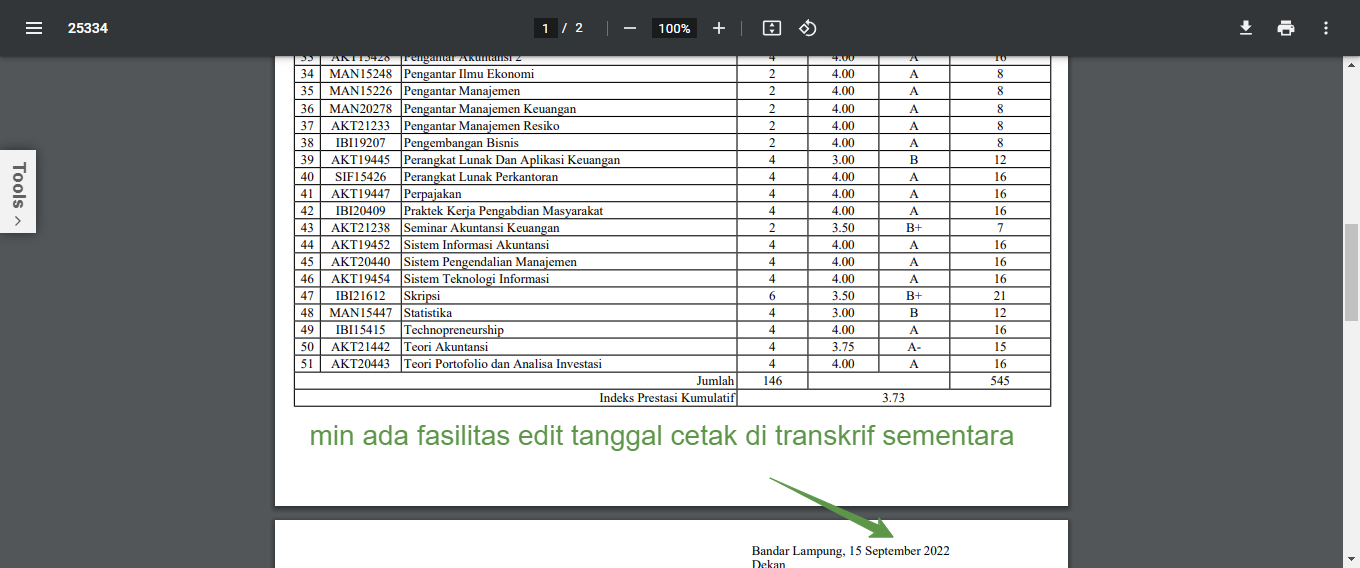 25334
1 / 2
100%
Tools
33 AKT15428 Pengantar Akuntansi 2 4 4.00 A 16
34 MAN15248 Pengantar Ilmu Ekonomi 2 4.00 A 8
35 MAN15226 Pengantar Manajemen 2 4.00 A 8
36 MAN20278 Pengantar Manajemen Keuangan 2 4.00 A 8
37 AKT21233 Pengantar Manajemen Resiko 2 4.00 A 8
38 IBI19207 Pengembangan Bisnis 2 4.00 A 8
39 AKT19445 Perangkat Lunak Dan Aplikasi Keuangan 4 3.00 B 12
40 SIF15426 Perangkat Lunak Perkantoran 4 4.00 A 16
41 AKT19447 Perpajakan 4 4.00 A 16
42 IBI20409 Praktek Kerja Pengabdian Masyarakat 4 4.00 A 16
43 AKT21238 Seminar Akuntansi Keuangan 2 3.50 B+ 7
44 AKT19452 Sistem Informasi Akuntansi 4 4.00 A 16
45 AKT20440 Sistem Pengendalian Manajemen 4 4.00 A 16
46 AKT19454 Sistem Teknologi Informasi 4 4.00 A 16
47 IBI21612 Skripsi 6 3.50 B+ 21
48 MAN15447 Statistika 4 3.00 B 12
49 IBI15415 Technopreneurship 4 4.00 A 16
50 AKT21442 Teori Akuntansi 4 3.75 A- 15
51 AKT20443 Teori Portofolio dan Analisa Investasi 4 4.00 A 16
Jumlah 146 545
Indeks Prestasi Kumulatif 3.73
min ada fasilitas edit tanggal cetak di transkrif sementara
Bandar Lampung, 15 September 2022
Dekan